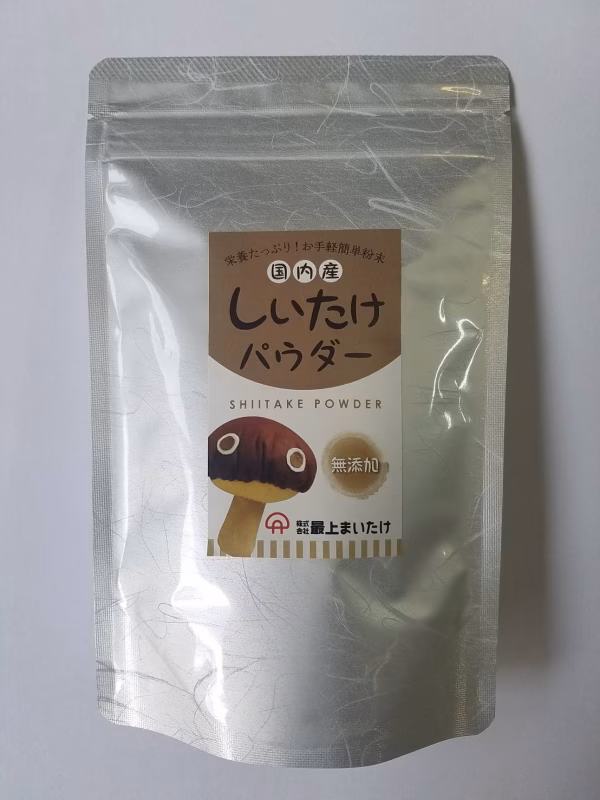 栄養たっぷり！お手軽簡単粉末
国内産
しいたけ
パウダー
SHIITAKE POWDER
無添加
株式会社 最上まいたけ